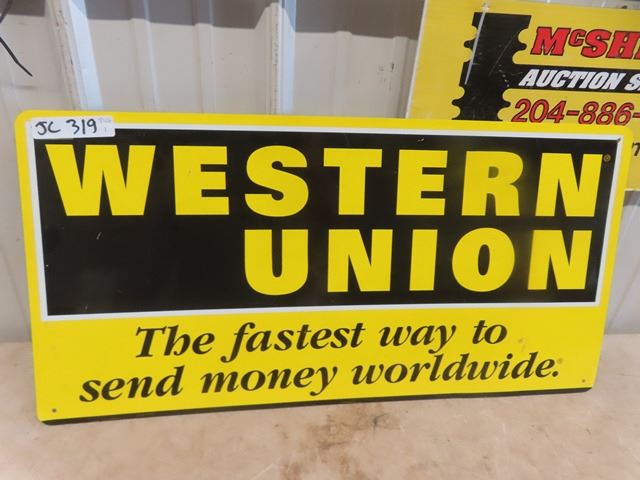 JC 319
McSH
AUCTION S
204-886-
WESTERN
UNION®
The fastest way to
send money worldwide.